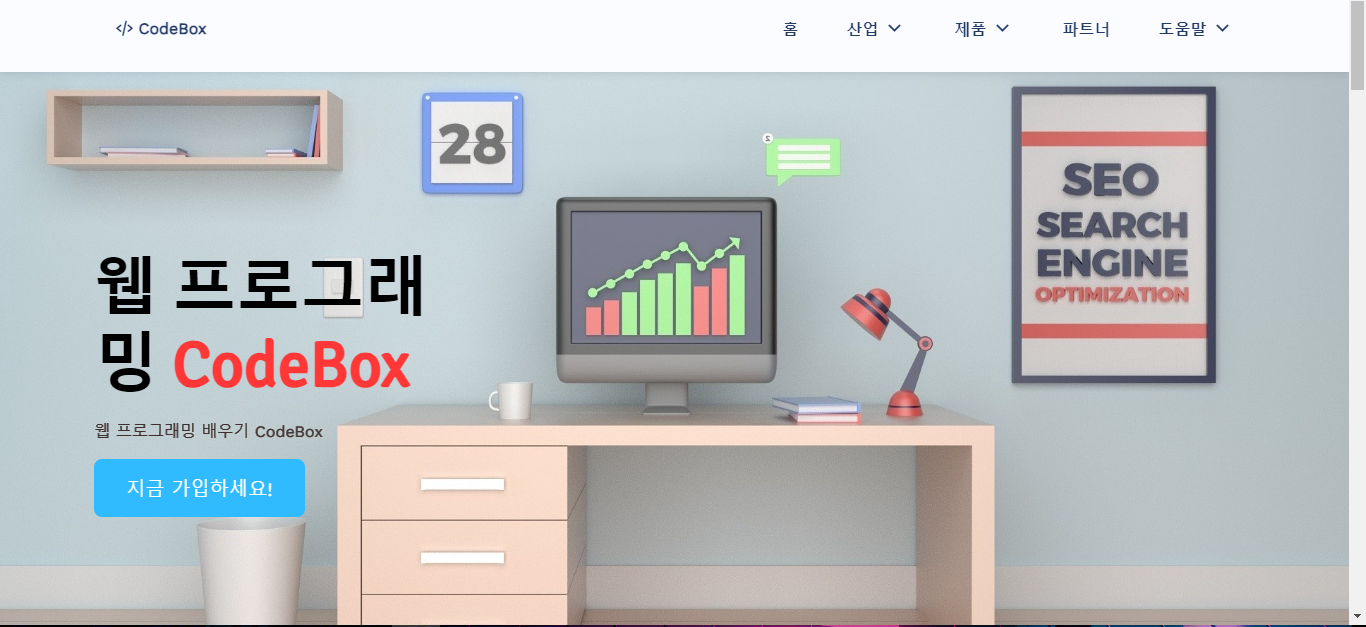 </> CodeBox
홈 산업 제품 파트너 도움말
28
2
SEO
SEARCH
ENGINE
OPTIMIZATION
웹 프로그래
밍 CodeBox
웹 프로그래밍 배우기 CodeBox
지금 가입하세요!